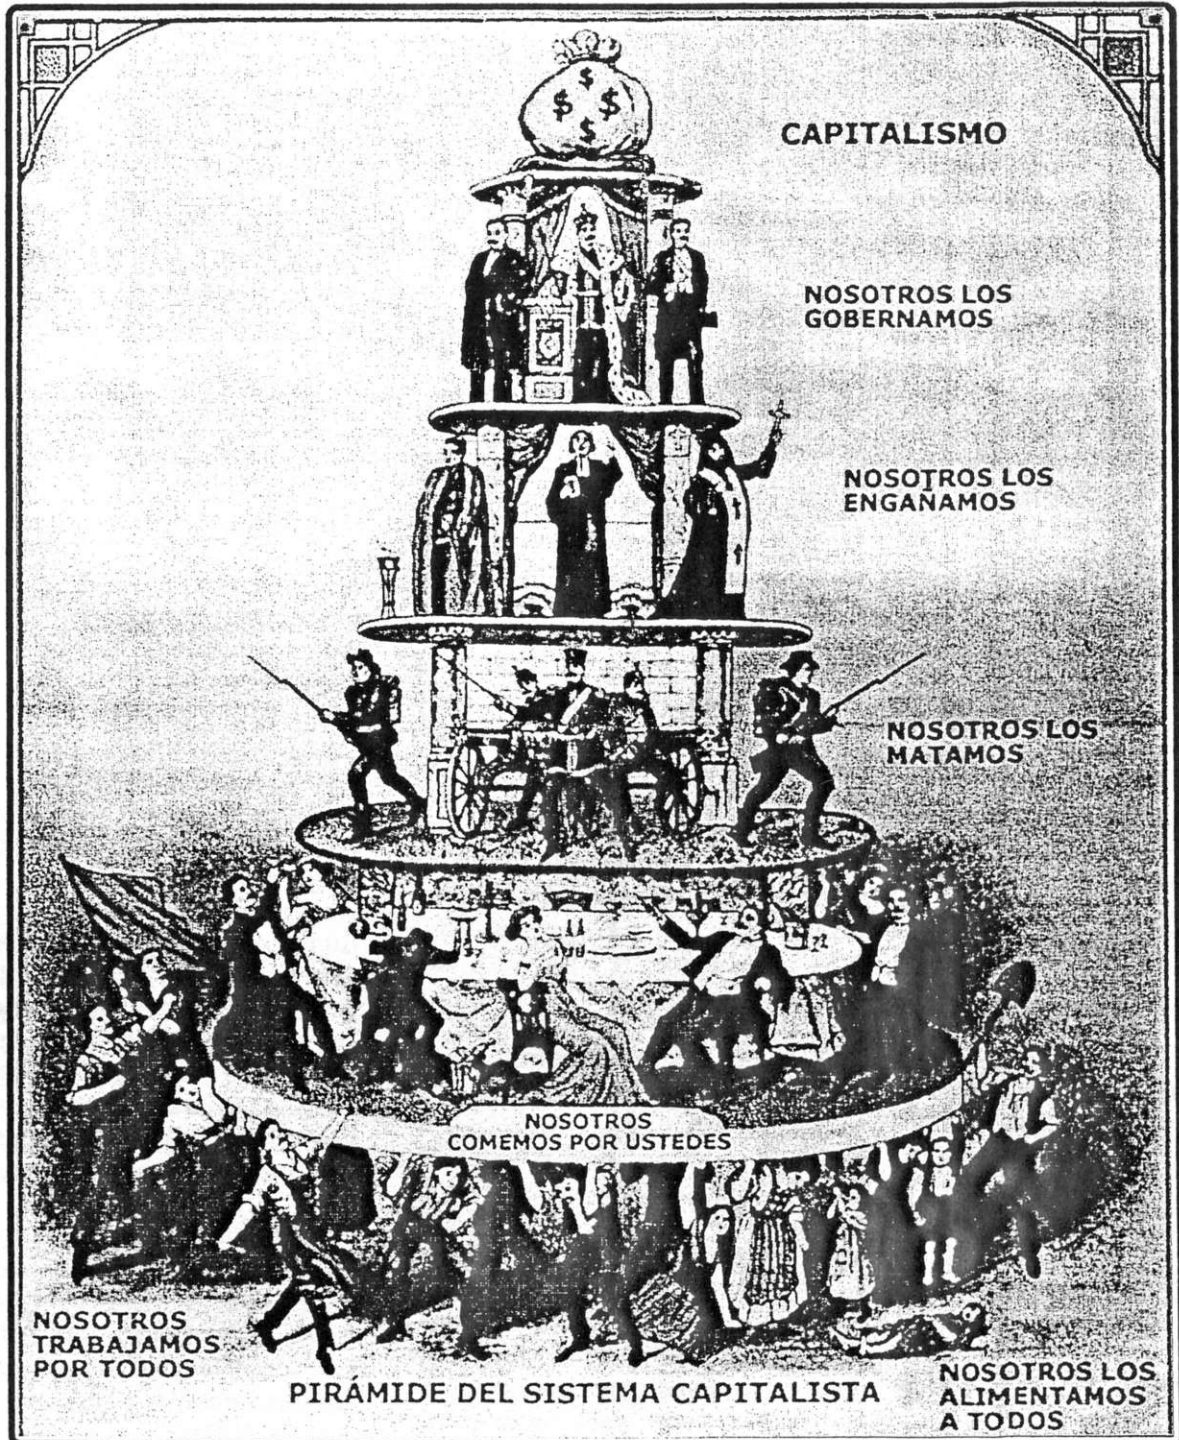 $
$ $
$
CAPITALISMO
NOSOTROS LOS
GOBERNAMOS
NOSOTROS LOS
ENGAÑAMOS
NOSOTROS LOS
MATAMOS
NOSOTROS
COMEMOS POR USTEDES
NOSOTROS
TRABAJAMOS
POR TODOS
PIRÁMIDE DEL SISTEMA CAPITALISTA
NOSOTROS LOS
ALIMENTAMOS
A TODOS